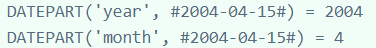 DATEPART('year', #2004-04-15#) = 2004
DATEPART('month', #2004-04-15#) = 4